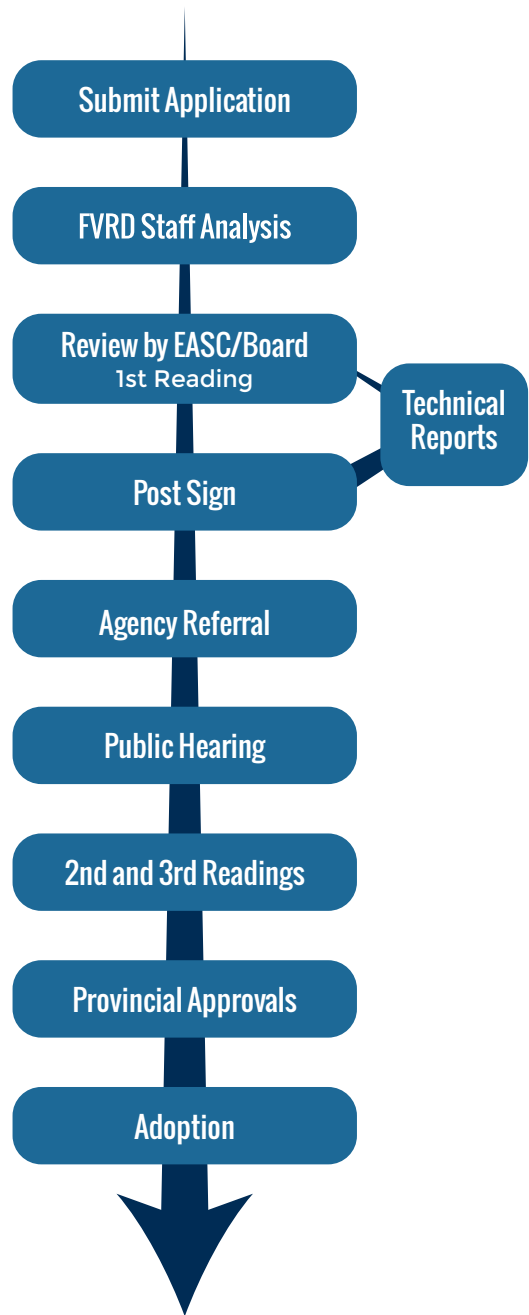 Submit Application
FVRD Staff Analysis
Review by EASC/Board
1st Reading
Technical
Reports
Post Sign
Agency Referral
Public Hearing
2nd and 3rd Readings
Provincial Approvals
Adoption